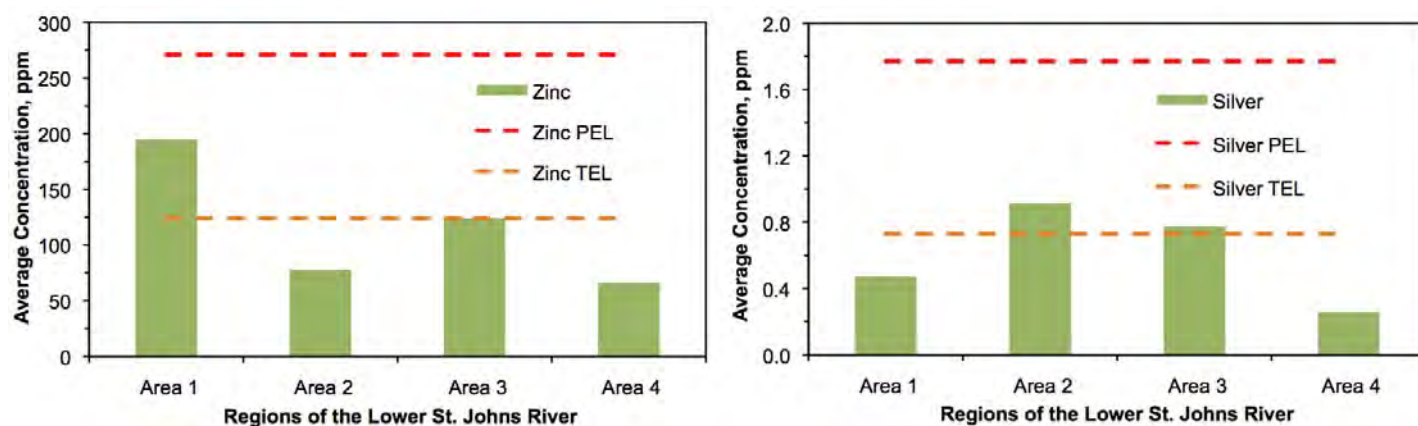 300
250
200
150
100
50
0
Average Concentration, ppm
Zinc
Zinc PEL
Zinc TEL
Area 1 Area 2 Area 3 Area 4
Regions of the Lower St. Johns River
2.0
1.6
1.2
0.8
0.4
0.0
Average Concentration, ppm
Silver
Silver PEL
Silver TEL
Area 1 Area 2 Area 3 Area 4
Regions of the Lower St. Johns River